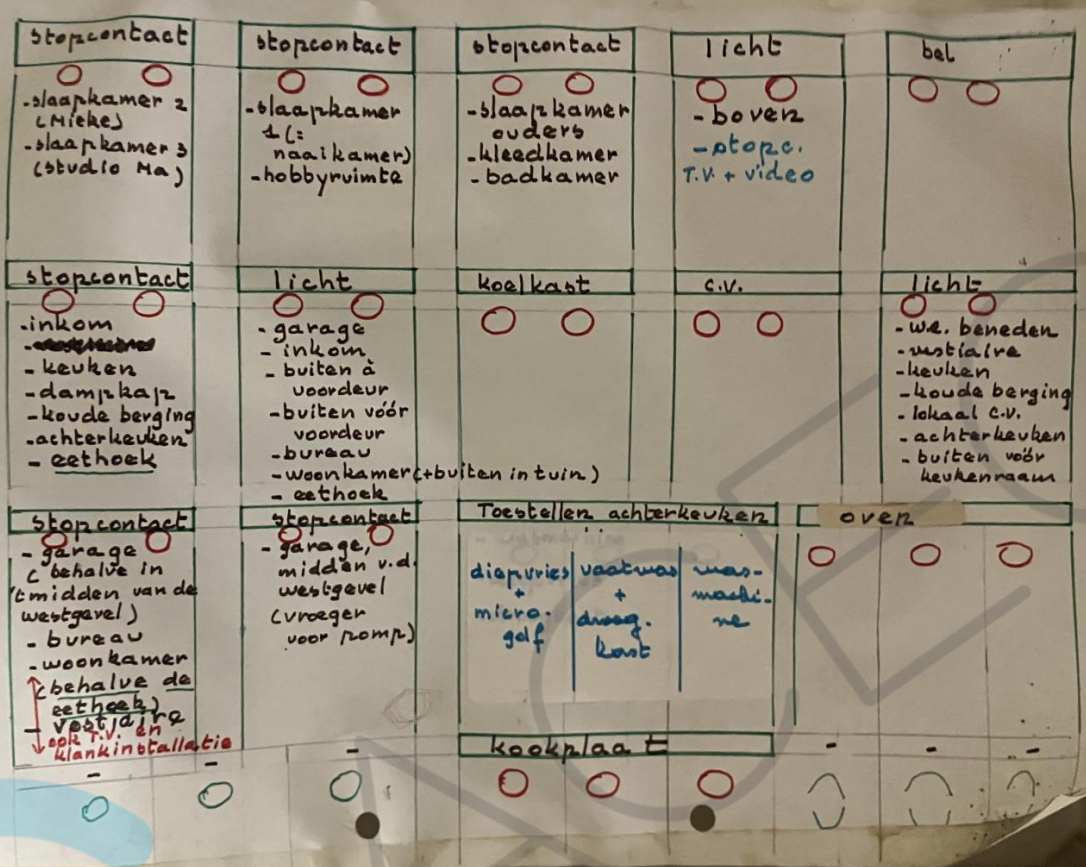 stopcontact
-slaapkamer 2
(Mieke)
-slaapkamer 3
(studio Ma)
stopcontact
-slaapkamer
1 (=
naaikamer)
-hobbyruimte
stopcontact
-slaapkamer
ouders
-kleedkamer
-badkamer
licht
-boven
-stopc.
T.V. + video
bel
stopcontact
-inkom
-keuken
-dampkap
-koude berging
-achterkeuken
- eethoek
licht
- garage
- inkom
- buiten à
voordeur
-buiten vóór
voordeur
-bureau
-woonkamer (+buiten in tuin)
- eethoek
koelkast
c.v.
licht
-w.c. beneden
-vestiaire
-keuken
-koude berging
-lokaal c.v.
-achterkeuken
-buiten vóór
keukenraam
stopcontact
- garage
( behalve in
't midden van de
westgavel)
- bureau
-woonkamer
(behalve de
eethoek)
- vestiaire
ook T.V. en
klankinstallatie
stopcontact
- garage,
midden v.d.
westgevel
(vroeger
voor pomp)
Toestellen achterkeuken
diepvries
+
micro.
golf
vaatwas
+
droog.
kast
was-
machi-
ne
oven
kookplaat